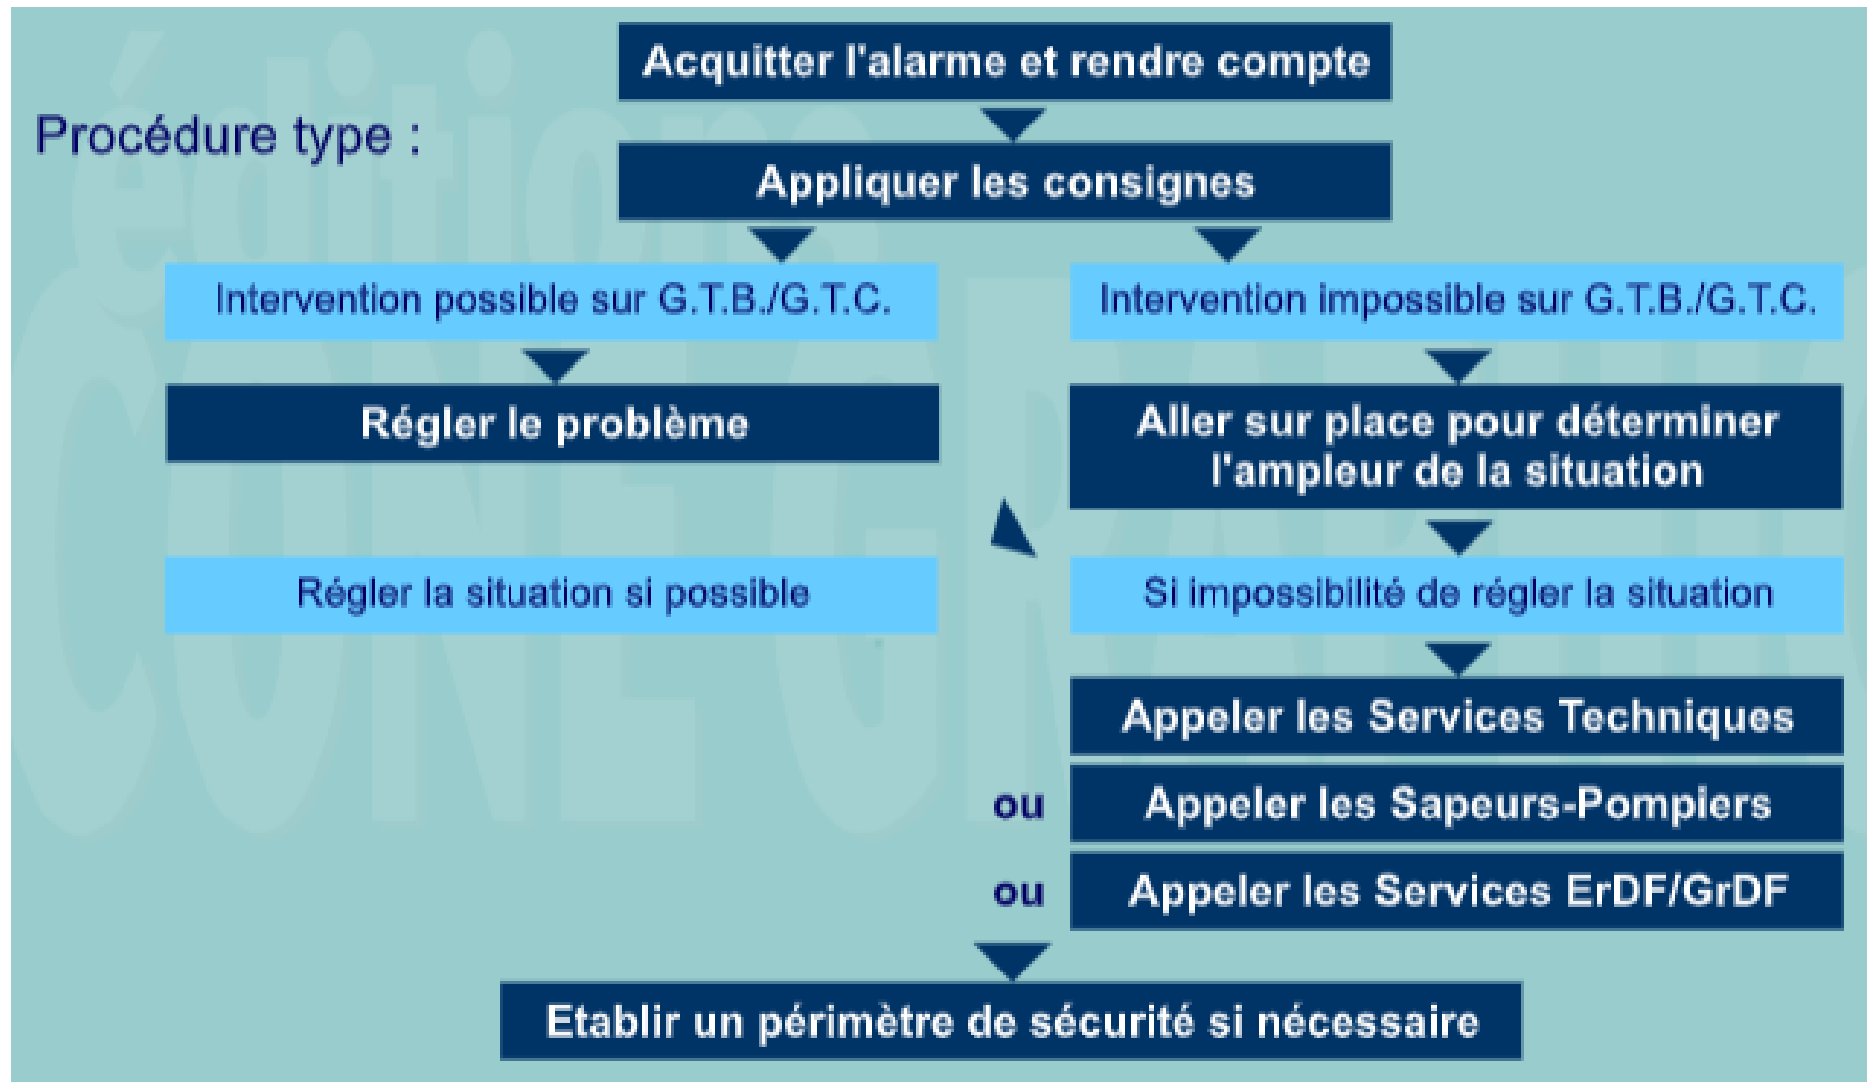 Acquitter l'alarme et rendre compte
Procédure type :
Appliquer les consignes
Intervention possible sur G.T.B./G.T.C.
Intervention impossible sur G.T.B./G.T.C.
Régler le problème
Aller sur place pour déterminer
l'ampleur de la situation
Régler la situation si possible
Si impossibilité de régler la situation
Appeler les Services Techniques
ou
Appeler les Sapeurs-Pompiers
ou
Appeler les Services ErDF/GrDF
Etablir un périmètre de sécurité si nécessaire
éditions